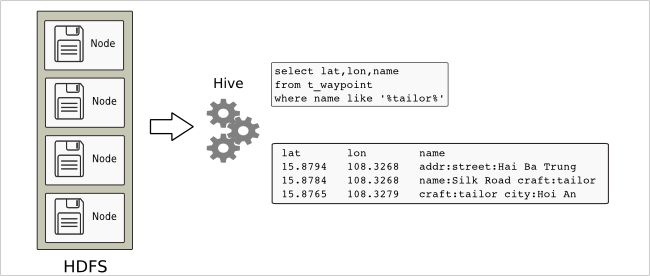 Node
Node
Node
Node
HDFS
Hive
select lat,lon,name
from t_waypoint
where name like '%tailor%'
lat lon name
15.8794 108.3268 addr:street:Hai Ba Trung
15.8784 108.3268 name:Silk Road craft:tailor
15.8765 108.3279 craft:tailor city:Hoi An